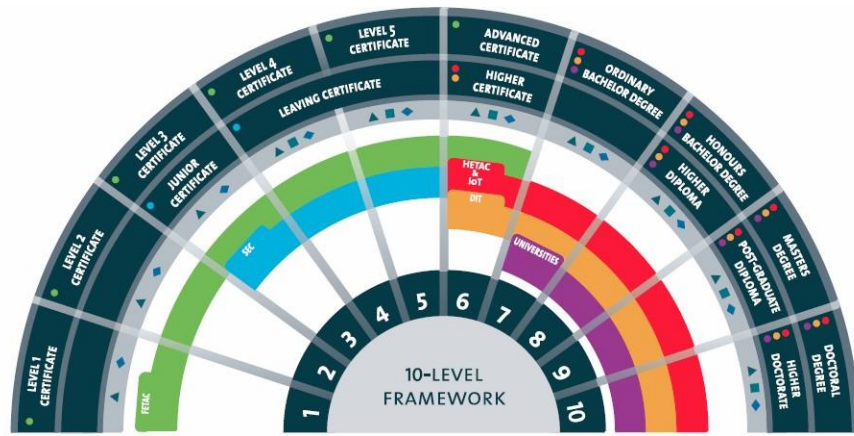 LEVEL 1
CERTIFICATE
LEVEL 2
CERTIFICATE
LEVEL 3
CERTIFICATE
LEVEL 4
CERTIFICATE
LEVEL 5
CERTIFICATE
ADVANCED
CERTIFICATE
ORDINARY
BACHELOR DEGREE
HONOURS
BACHELOR DEGREE
MASTERS
DEGREE
DOCTORAL
DEGREE
JUNIOR
CERTIFICATE
LEAVING CERTIFICATE
HIGHER
CERTIFICATE
HIGHER
DIPLOMA
POST-GRADUATE
DIPLOMA
HIGHER
DOCTORATE
FETAC
SEC
HETAC
&
IoT
DIT
UNIVERSITIES
1
2
3
4
5
6
7
8
9
10
10-LEVEL
FRAMEWORK